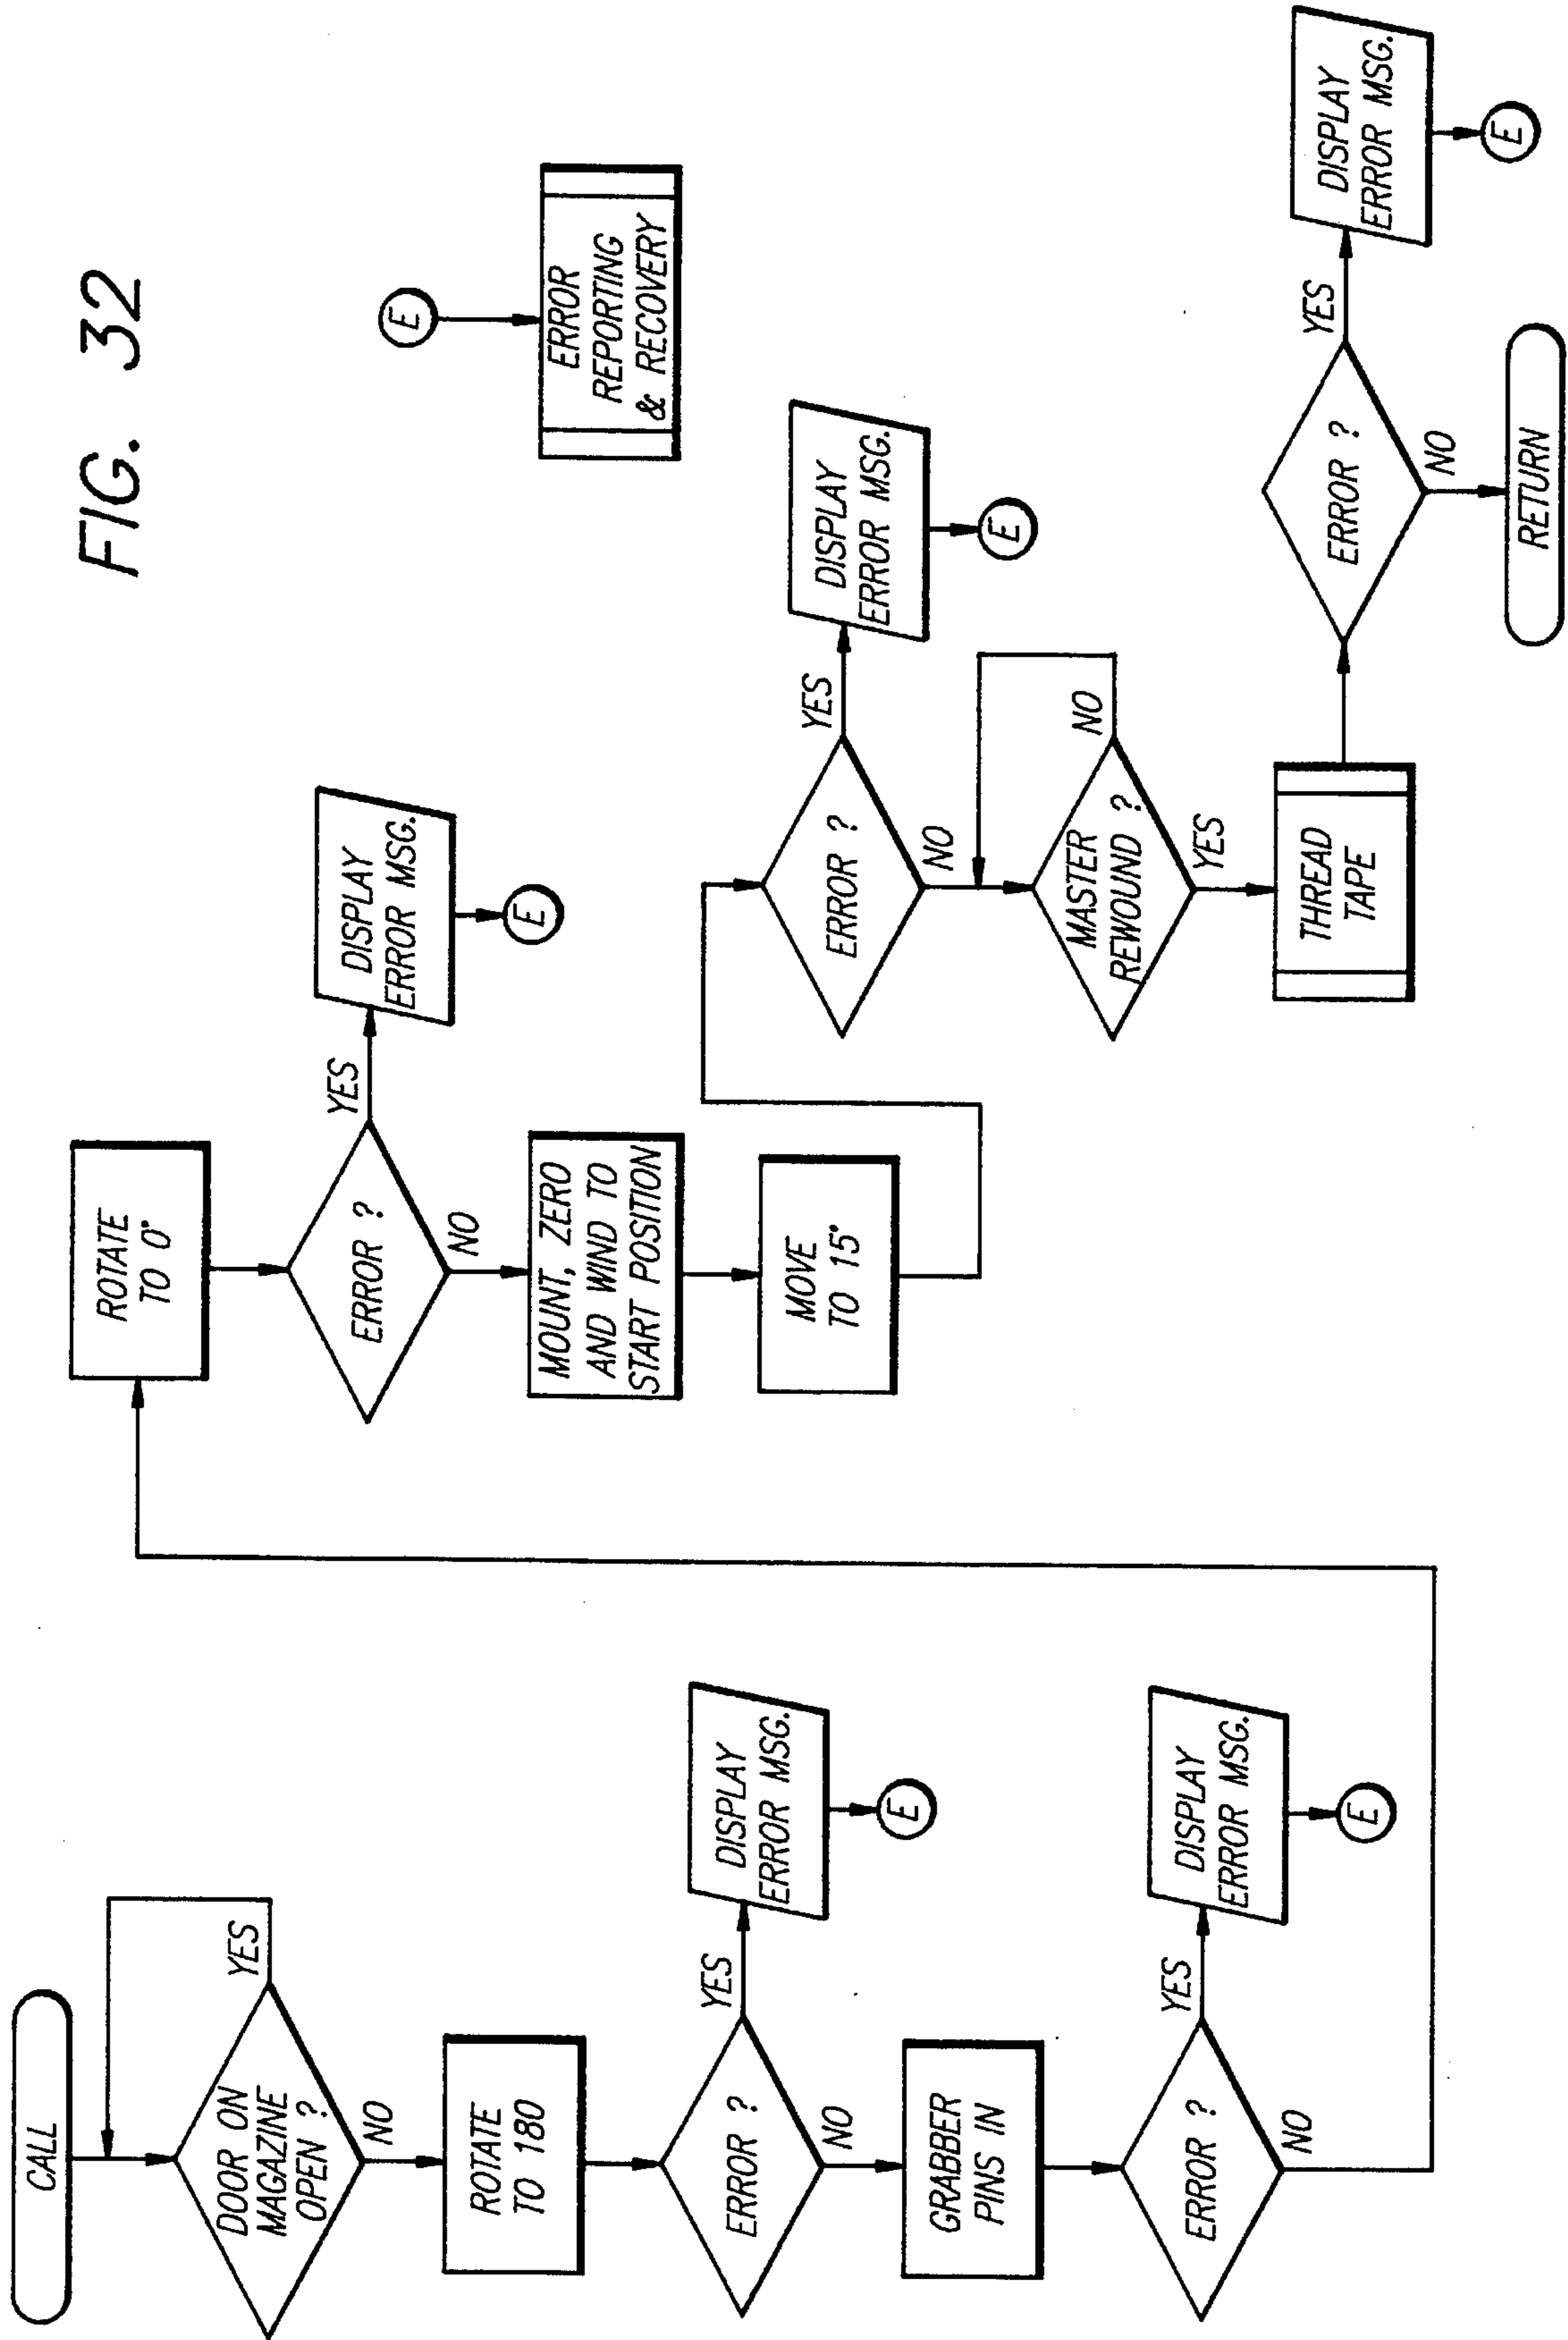 FIG. 32
CALL
DOOR ON
MAGAZINE
OPEN ?
YES
NO
ROTATE
TO 180
ERROR ?
YES
DISPLAY
ERROR MSG.
E
NO
GRABBER
PINS IN
ERROR ?
YES
DISPLAY
ERROR MSG.
E
NO
ROTATE
TO 0°
ERROR ?
YES
DISPLAY
ERROR MSG.
E
NO
MOUNT, ZERO
AND WIND TO
START POSITION
MOVE
TO 15°
ERROR ?
YES
DISPLAY
ERROR MSG.
E
NO
MASTER
REWOUND ?
NO
YES
THREAD
TAPE
ERROR ?
YES
DISPLAY
ERROR MSG.
E
NO
RETURN
E
ERROR
REPORTING
& RECOVERY